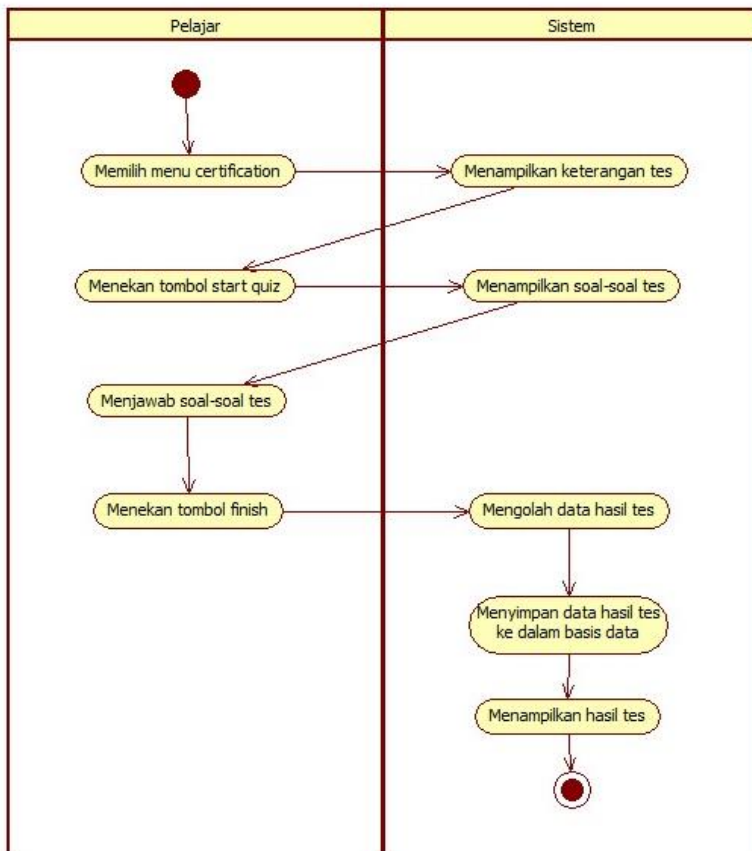 Pelajar
Sistem
Memilih menu certification
Menampilkan keterangan tes
Menekan tombol start quiz
Menampilkan soal-soal tes
Menjawab soal-soal tes
Menekan tombol finish
Mengolah data hasil tes
Menyimpan data hasil tes
ke dalam basis data
Menampilkan hasil tes